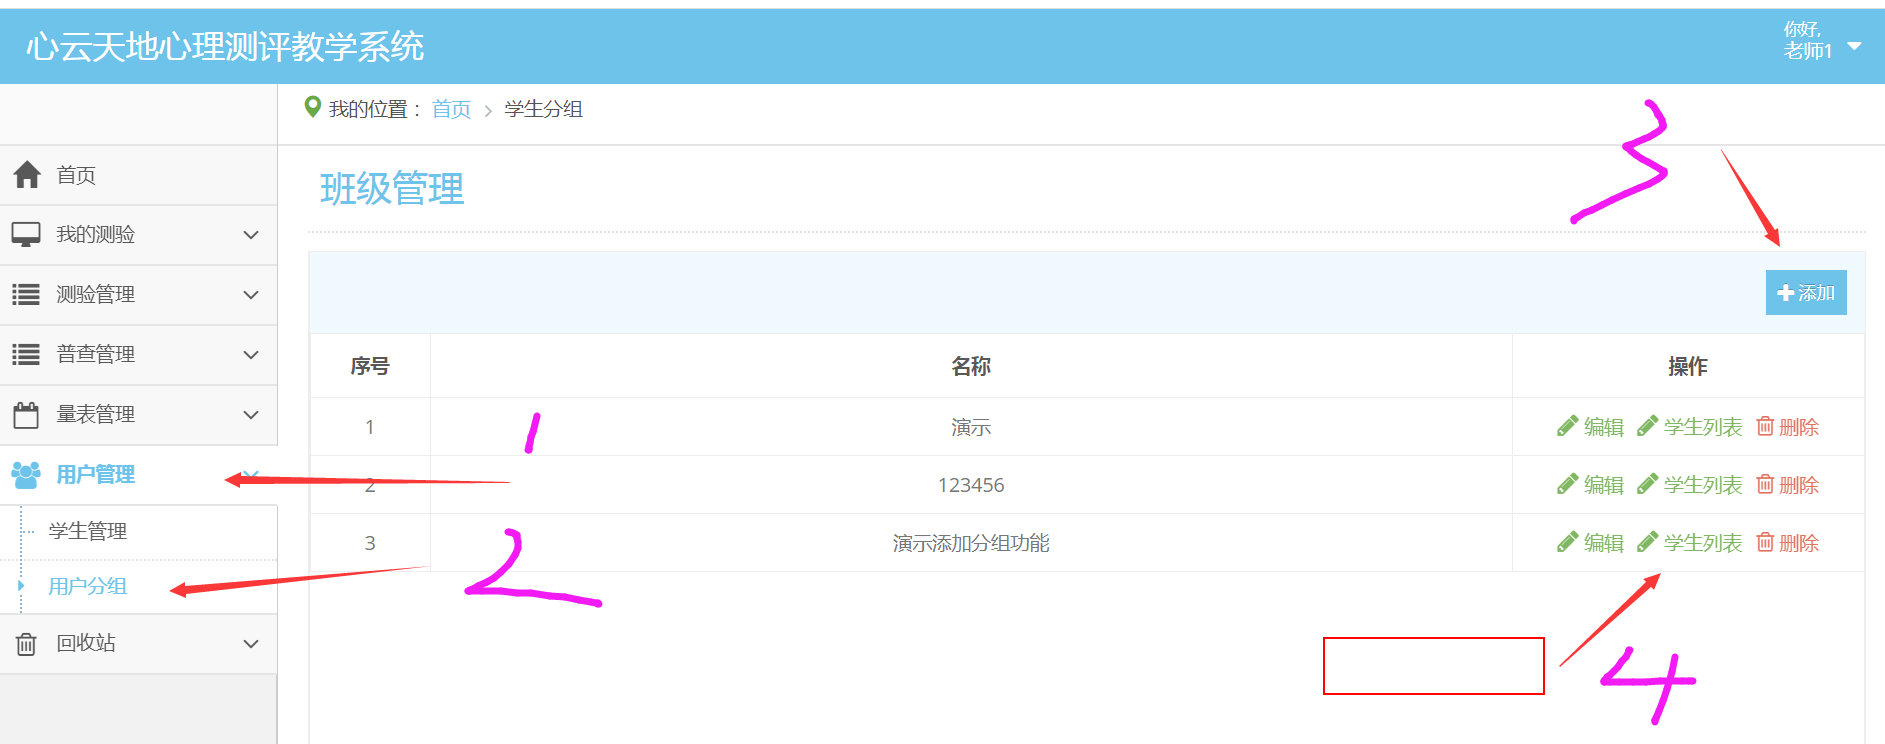 心云天地心理测评教学系统
你好,
老师1
我的位置： 首页 > 学生分组
首页
我的测验
测验管理
普查管理
量表管理
用户管理
学生管理
用户分组
回收站
班级管理
3
添加
序号 名称 操作
1 演示 编辑 学生列表 删除
1
2 123456 编辑 学生列表 删除
3 演示添加分组功能 编辑 学生列表 删除
2
4